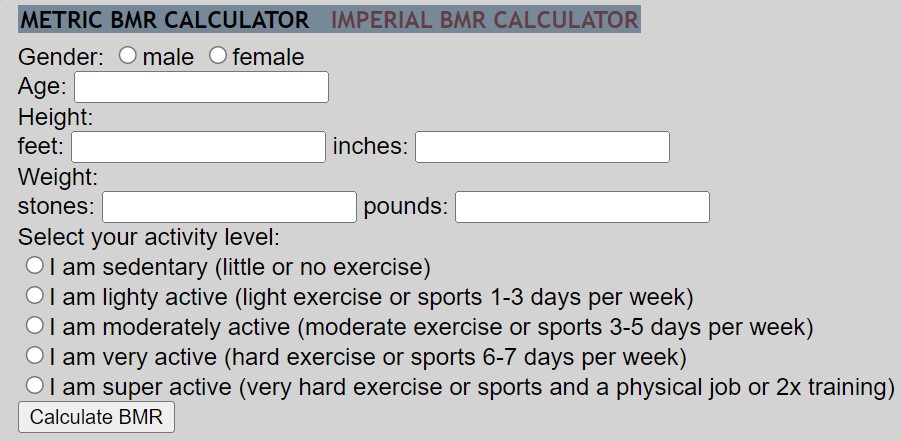 METRIC BMR CALCULATOR IMPERIAL BMR CALCULATOR
Gender: male female
Age:
Height:
feet: inches:
Weight:
stones: pounds:
Select your activity level:
I am sedentary (little or no exercise)
I am lighty active (light exercise or sports 1-3 days per week)
I am moderately active (moderate exercise or sports 3-5 days per week)
I am very active (hard exercise or sports 6-7 days per week)
I am super active (very hard exercise or sports and a physical job or 2x training)
Calculate BMR